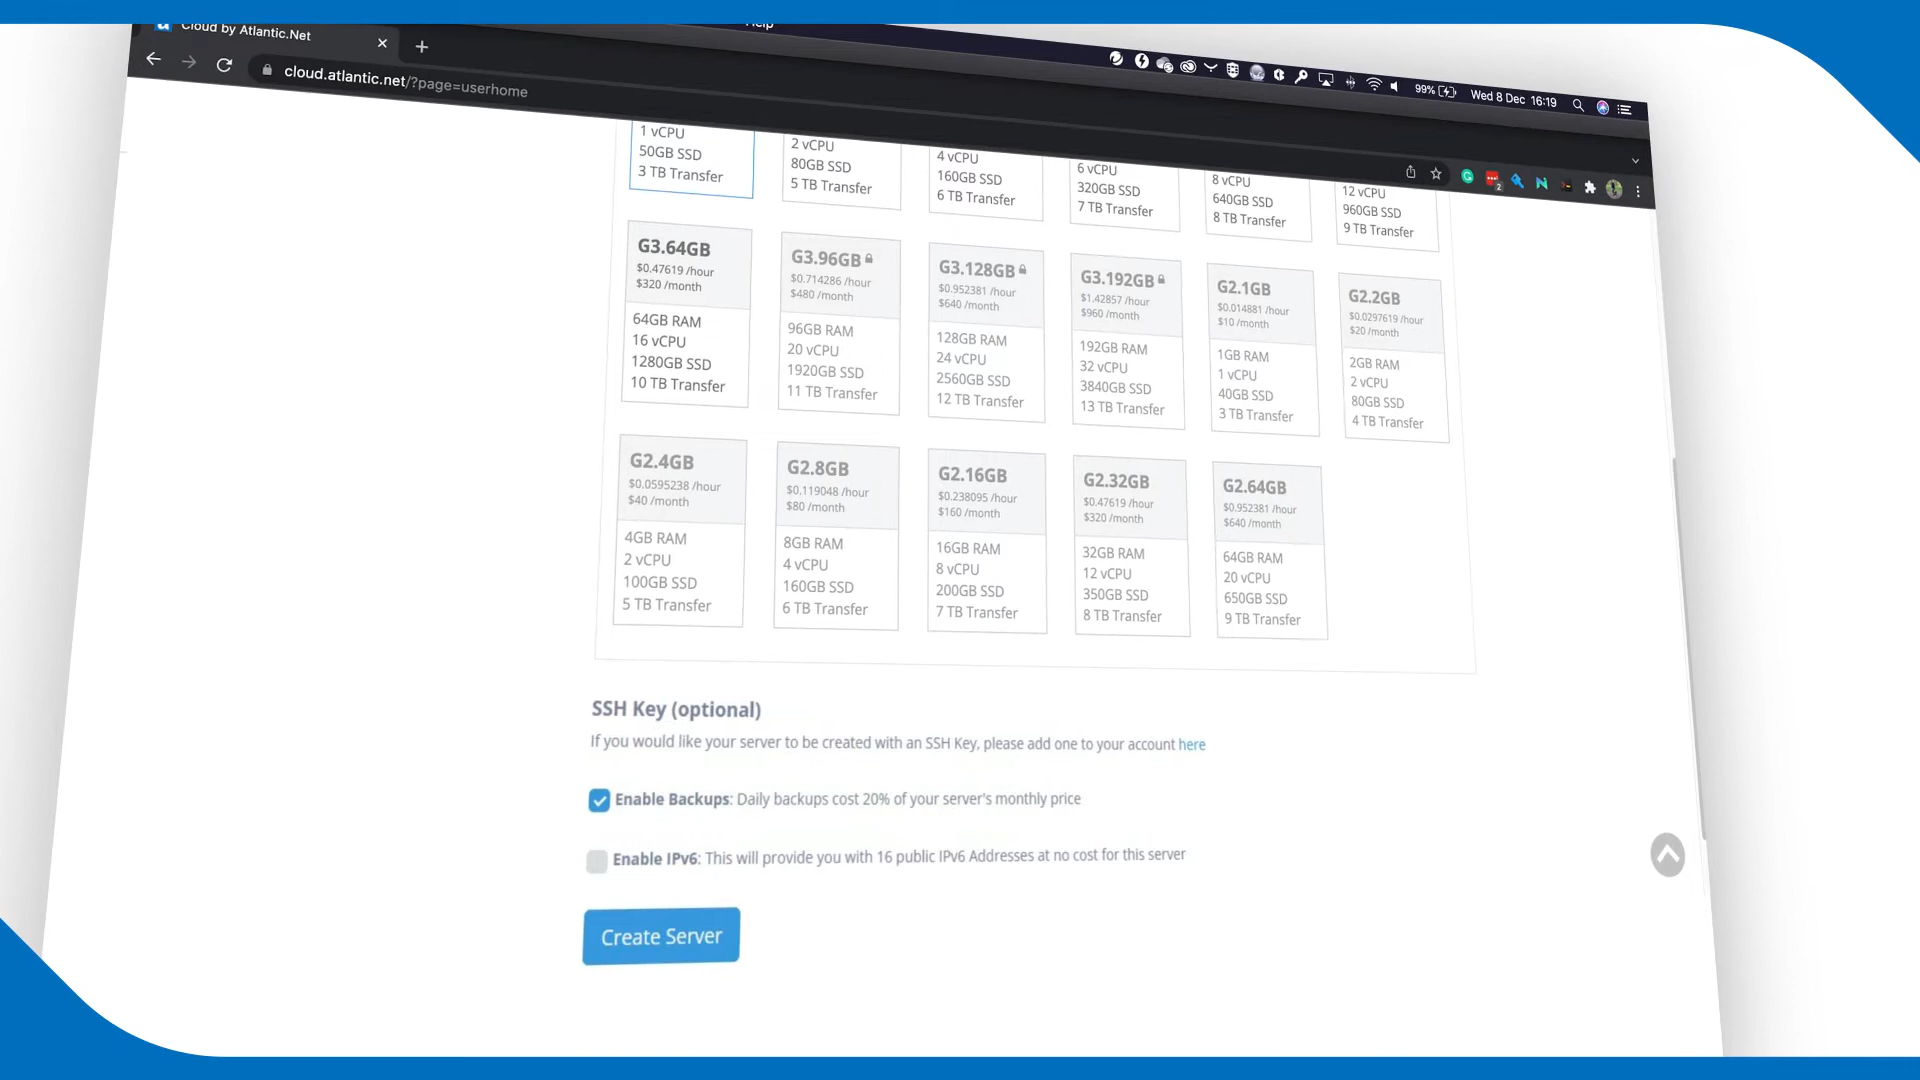 Help
Cloud by Atlantic.Net
cloud.atlantic.net/?page=userhome
99%
Wed 8 Dec 16:19
2
1 vCPU
50GB SSD
3 TB Transfer
2 vCPU
80GB SSD
5 TB Transfer
4 vCPU
160GB SSD
6 TB Transfer
6 vCPU
320GB SSD
7 TB Transfer
8 vCPU
640GB SSD
8 TB Transfer
12 vCPU
960GB SSD
9 TB Transfer
G3.64GB
$0.47619 /hour
$320 /month
64GB RAM
16 vCPU
1280GB SSD
10 TB Transfer
G3.96GB
$0.714286 /hour
$480 /month
96GB RAM
20 vCPU
1920GB SSD
11 TB Transfer
G3.128GB
$0.952381 /hour
$640 /month
128GB RAM
24 vCPU
2560GB SSD
12 TB Transfer
G3.192GB
$1.42857 /hour
$960 /month
192GB RAM
32 vCPU
3840GB SSD
13 TB Transfer
G2.1GB
$0.014881 /hour
$10 /month
1GB RAM
1 vCPU
40GB SSD
3 TB Transfer
G2.2GB
$0.0297619 /hour
$20 /month
2GB RAM
2 vCPU
80GB SSD
4 TB Transfer
G2.4GB
$0.0595238 /hour
$40 /month
4GB RAM
2 vCPU
100GB SSD
5 TB Transfer
G2.8GB
$0.119048 /hour
$80 /month
8GB RAM
4 vCPU
160GB SSD
6 TB Transfer
G2.16GB
$0.238095 /hour
$160 /month
16GB RAM
8 vCPU
200GB SSD
7 TB Transfer
G2.32GB
$0.47619 /hour
$320 /month
32GB RAM
12 vCPU
350GB SSD
8 TB Transfer
G2.64GB
$0.952381 /hour
$640 /month
64GB RAM
20 vCPU
650GB SSD
9 TB Transfer
SSH Key (optional)
If you would like your server to be created with an SSH Key, please add one to your account here
Enable Backups: Daily backups cost 20% of your server's monthly price
Enable IPv6: This will provide you with 16 public IPv6 Addresses at no cost for this server
Create Server